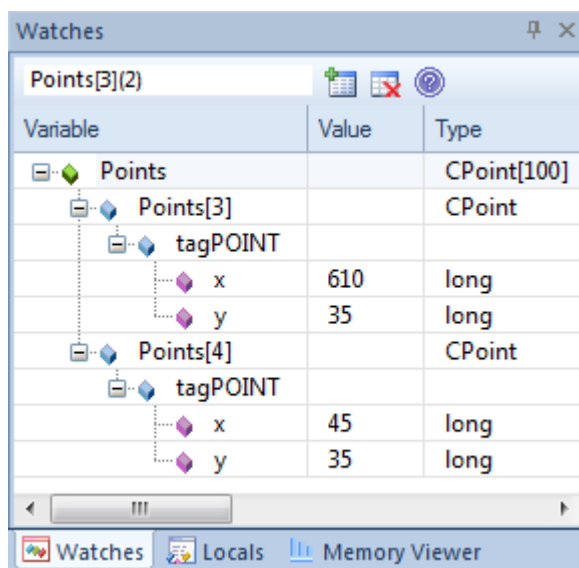 Watches
Points[3](2)
Variable Value Type
Points CPoint[100]
Points[3] CPoint
tagPOINT
x 610 long
y 35 long
Points[4] CPoint
tagPOINT
x 45 long
y 35 long
Watches Locals Memory Viewer